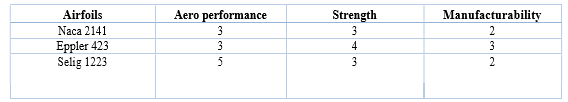 Airfoils Aero performance Strength Manufacturability
Naca 2141 3 3 2
Eppler 423 3 4 3
Selig 1223 5 3 2